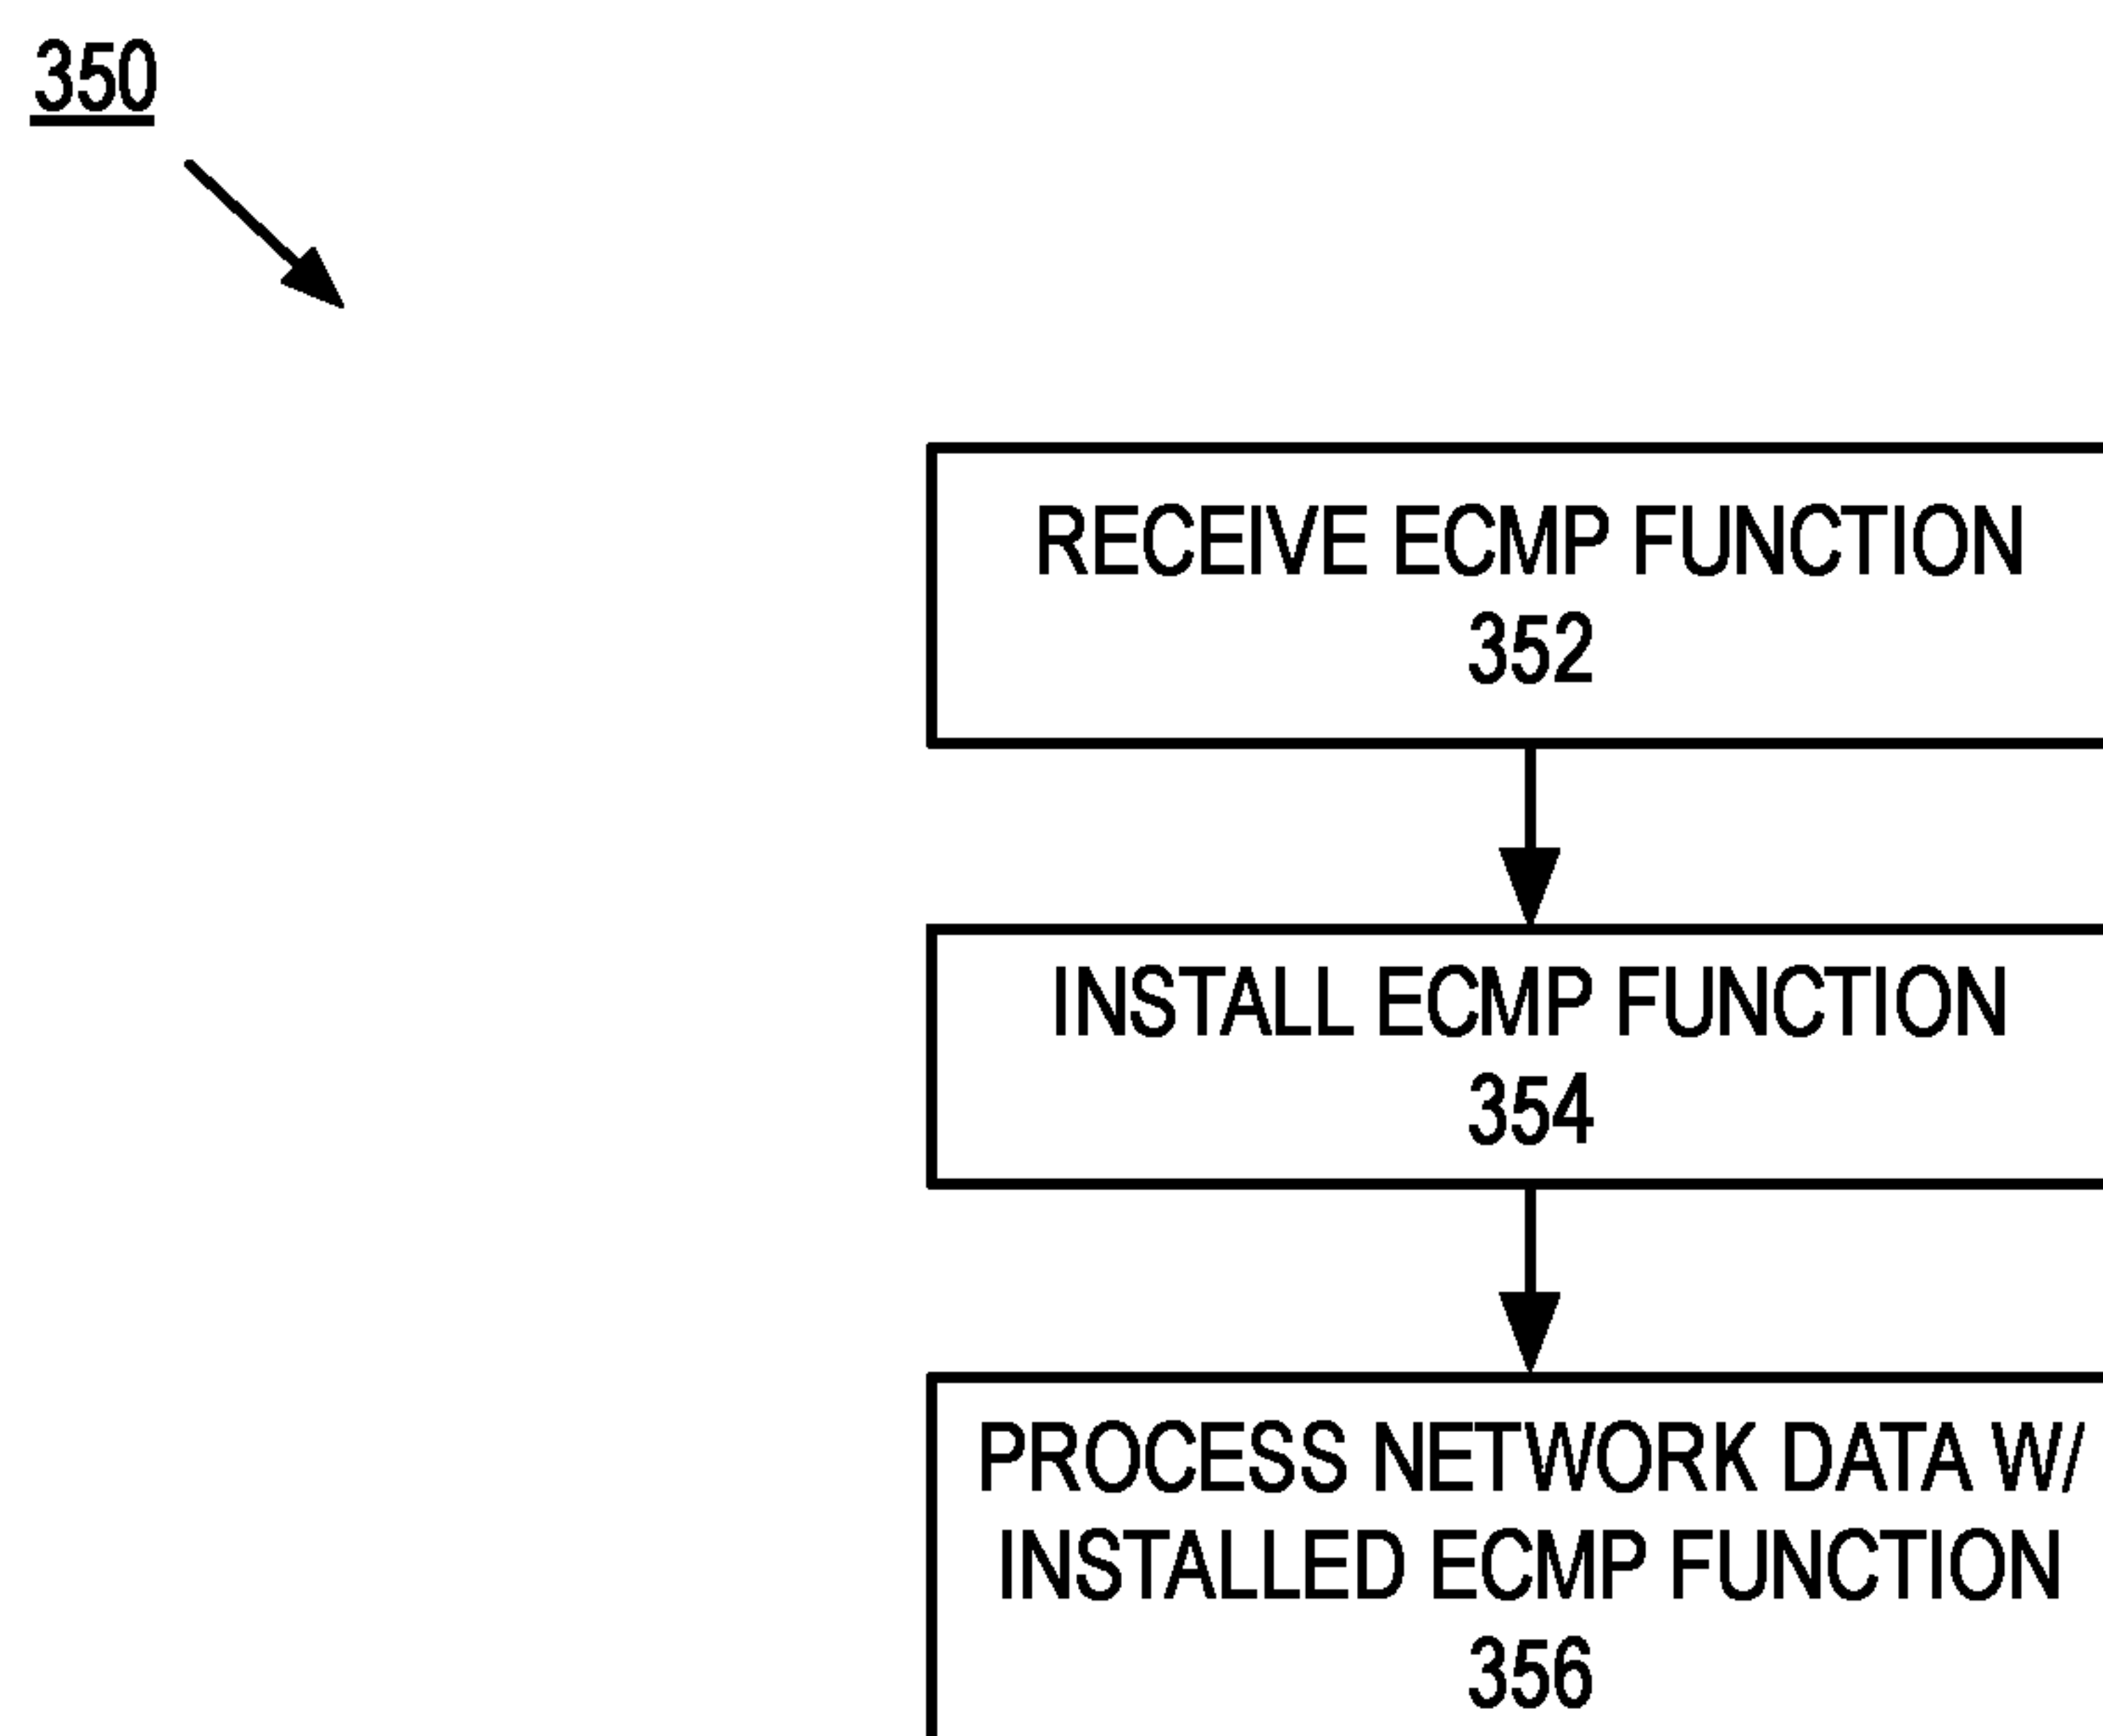 350
RECEIVE ECMP FUNCTION
352
INSTALL ECMP FUNCTION
354
PROCESS NETWORK DATA W/
INSTALLED ECMP FUNCTION
356